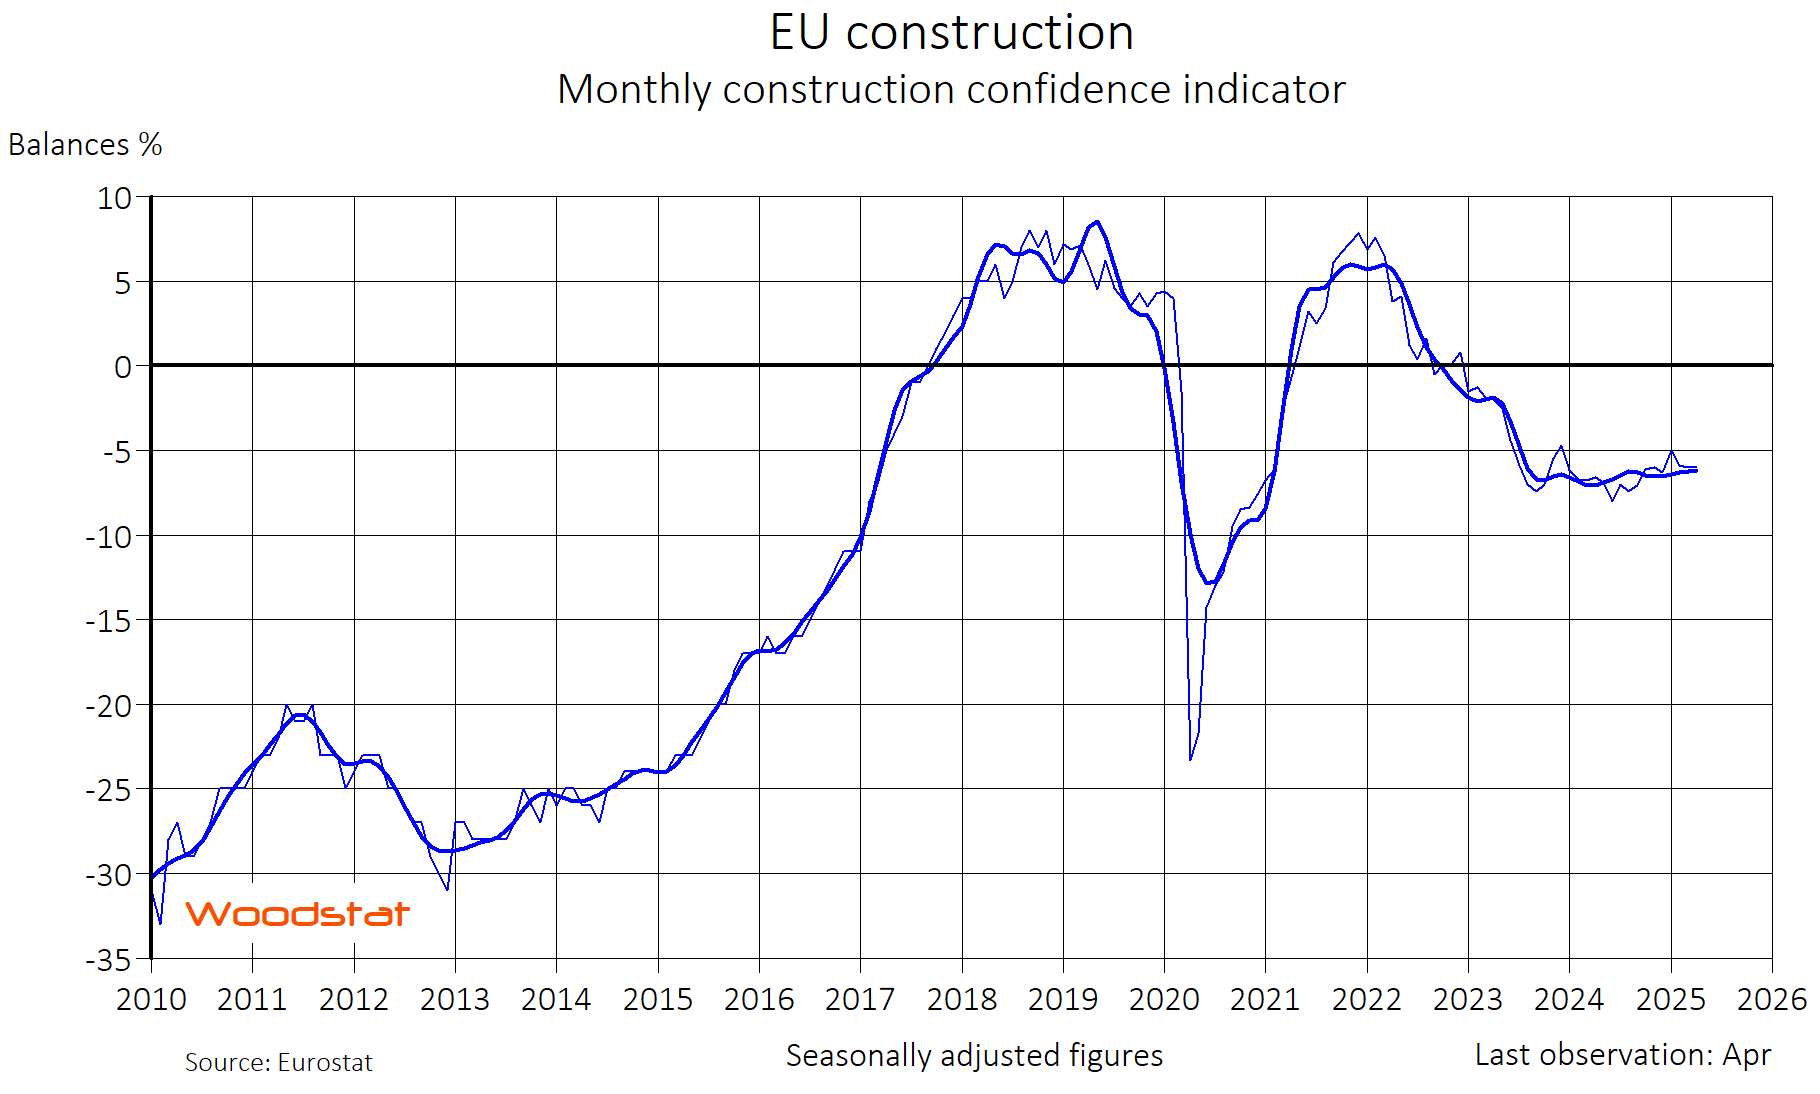 EU construction
Monthly construction confidence indicator
Balances %
10
5
0
-5
-10
-15
-20
-25
-30
-35
Woodstat
2010 2011 2012 2013 2014 2015 2016 2017 2018 2019 2020 2021 2022 2023 2024 2025 2026
Source: Eurostat Seasonally adjusted figures Last observation: Apr